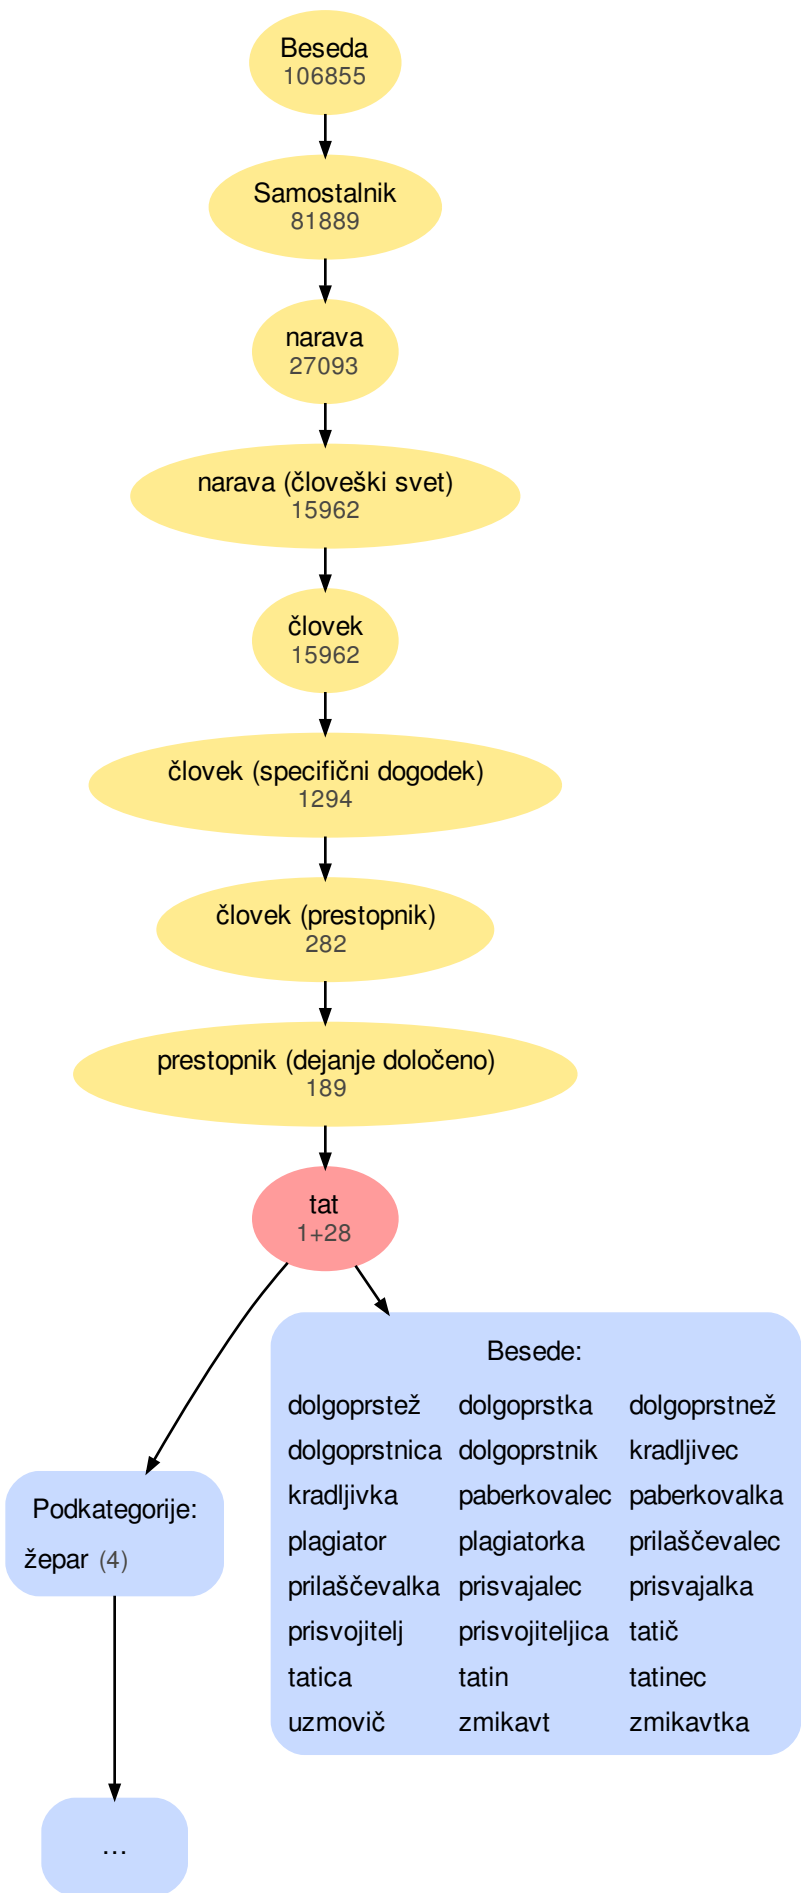 Beseda
106855
Samostalnik
81889
narava
27093
narava (človeški svet)
15962
človek
15962
človek (specifični dogodek)
1294
človek (prestopnik)
282
prestopnik (dejanje določeno)
189
tat
1+28
Podkategorije:
žepar (4)
...
Besede:
dolgoprstež dolgoprstka dolgoprstnež
dolgoprstnica dolgoprstnik kradljivec
kradljivka paberkovalec paberkovalka
plagiator plagiatorka prilaščevalec
prilaščevalka prisvajalec prisvajalka
prisvojitelj prisvojiteljica tatič
tatica tatin tatinec
uzmovič zmikavt zmikavtka